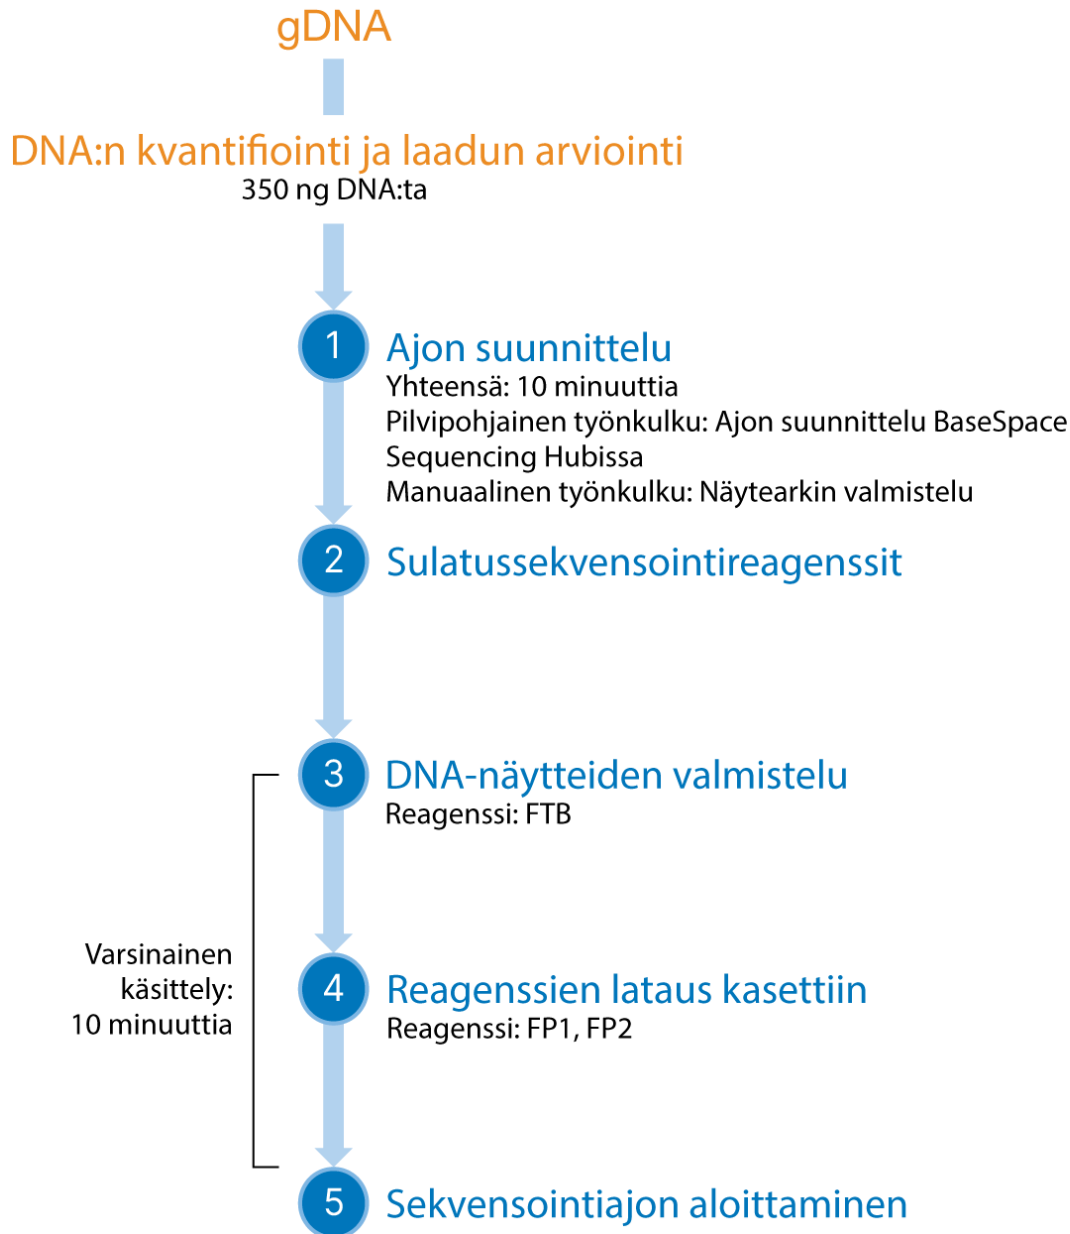 gDNA
DNA:n kvantifiointi ja laadun arviointi
350 ng DNA:ta
1
Ajon suunnittelu
Yhteensä: 10 minuuttia
Pilvipohjainen työnkulku: Ajon suunnittelu BaseSpace
Sequencing Hubissa
Manuaalinen työnkulku: Näytearkin valmistelu
2
Sulatussekvensointireagenssit
3
DNA-näytteiden valmistelu
Reagenssi: FTB
Varsinainen
käsittely:
10 minuuttia
4
Reagenssien lataus kasettiin
Reagenssi: FP1, FP2
5
Sekvensointiajon aloittaminen